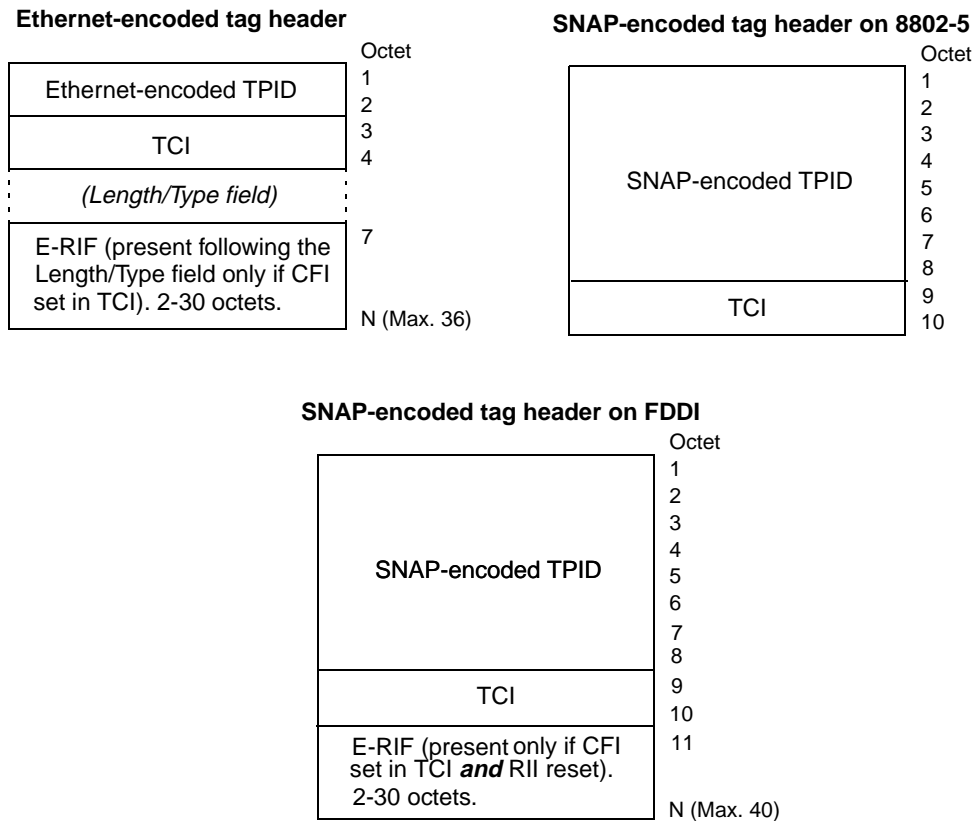 Ethernet-encoded tag header
Octet
Ethernet-encoded TPID
1
2
TCI
3
4
(Length/Type field)
E-RIF (present following the
Length/Type field only if CFI
set in TCI). 2-30 octets.
7
N (Max. 36)
SNAP-encoded tag header on 8802-5
Octet
SNAP-encoded TPID
1
2
3
4
5
6
7
8
TCI
9
10
SNAP-encoded tag header on FDDI
Octet
SNAP-encoded TPID
1
2
3
4
5
6
7
8
TCI
9
10
E-RIF (present only if CFI
set in TCI and RII reset).
2-30 octets.
11
N (Max. 40)